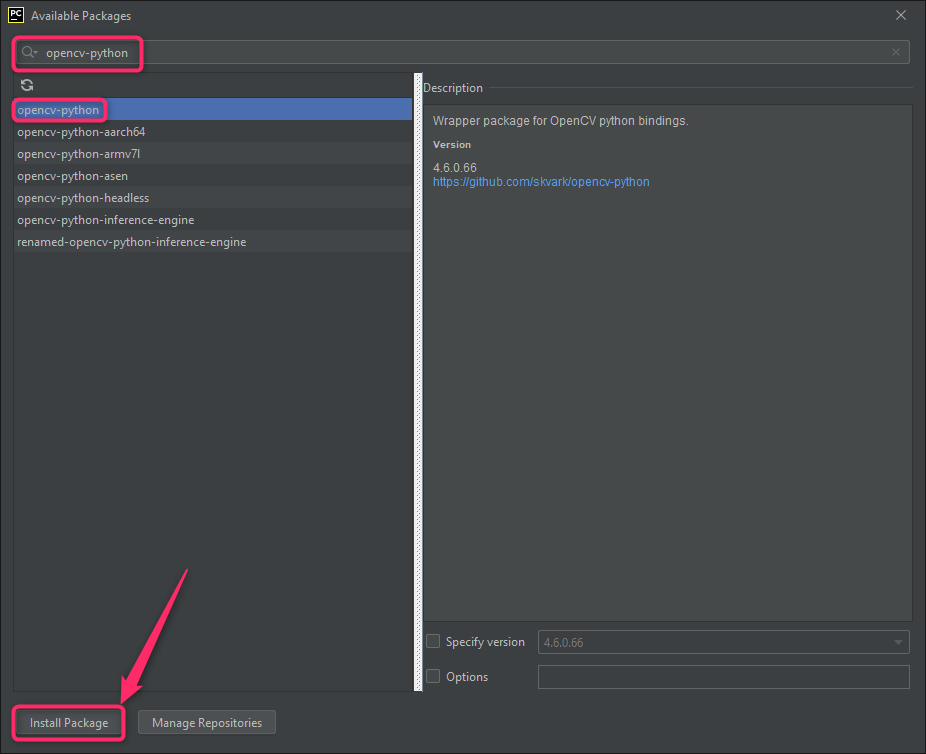 PC Available Packages
opencv-python
opencv-python
opencv-python-aarch64
opencv-python-armv7l
opencv-python-asen
opencv-python-headless
opencv-python-inference-engine
renamed-opencv-python-inference-engine
Description
Wrapper package for OpenCV python bindings.
Version
4.6.0.66
https://github.com/skvark/opencv-python
Specify version 4.6.0.66
Options
Install Package Manage Repositories